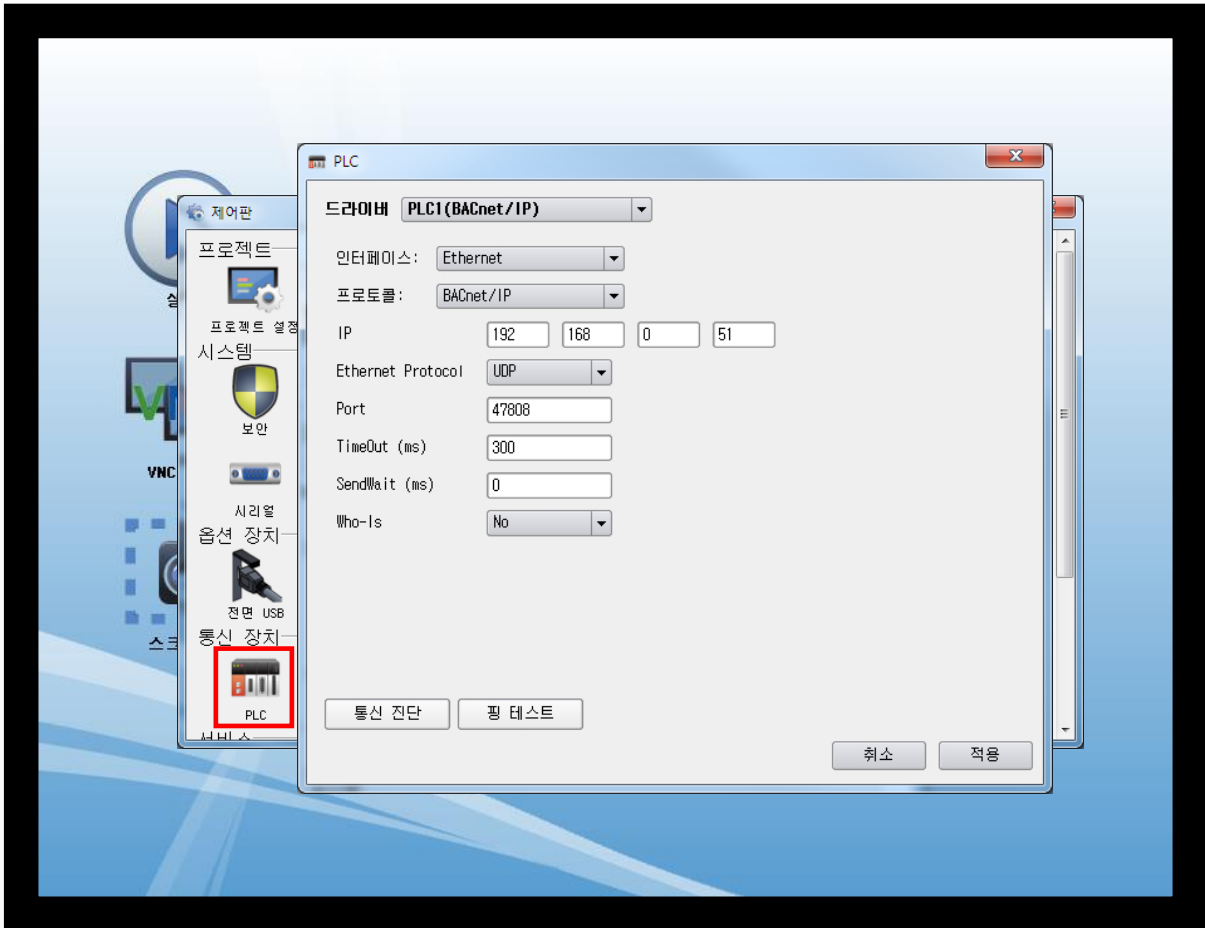 PLC
드라이버 PLC1(BACnet/IP)
인터페이스: Ethernet
프로토콜: BACnet/IP
IP 192 168 0 51
Ethernet Protocol UDP
Port 47808
TimeOut (ms) 300
SendWait (ms) 0
Who-Is No
통신 진단 핑 테스트
취소 적용
제어판
프로젝트
프로젝트 설정
시스템
보안
시리얼
옵션 장치
전면 USB
통신 장치
PLC
VNC